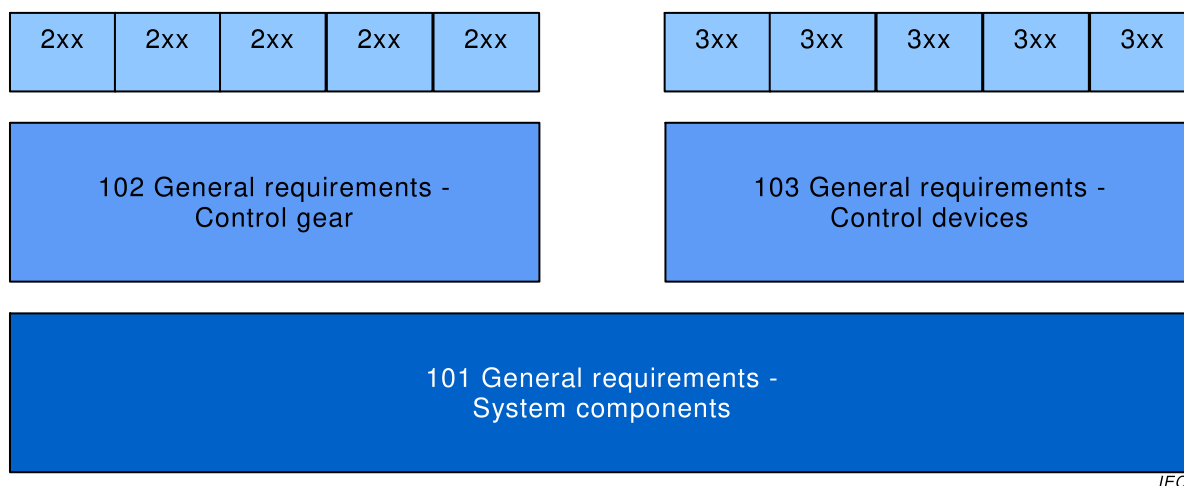 2xx 2xx 2xx 2xx 2xx 3xx 3xx 3xx 3xx 3xx
102 General requirements -
Control gear
103 General requirements -
Control devices
101 General requirements -
System components
IEC